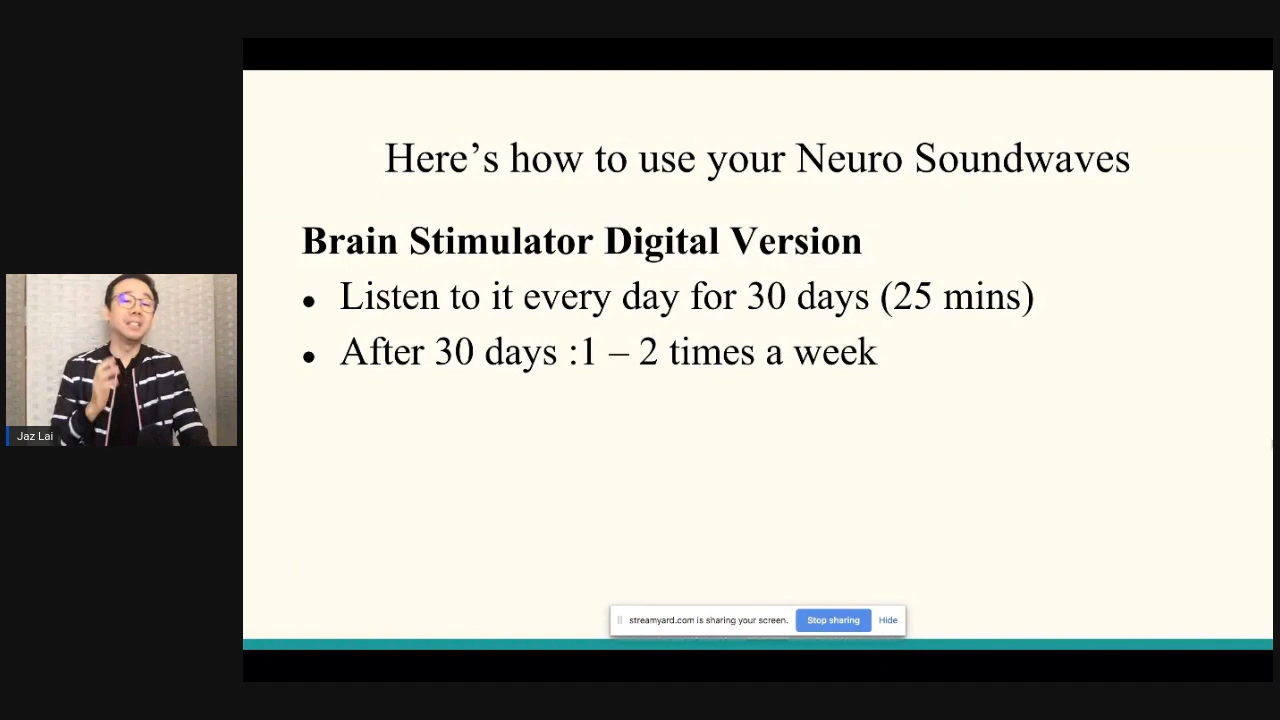 Here’s how to use your Neuro Soundwaves
Brain Stimulator Digital Version
● Listen to it every day for 30 days (25 mins)
● After 30 days :1 – 2 times a week
Jaz Lai
streamyard.com is sharing your screen. Stop sharing Hide